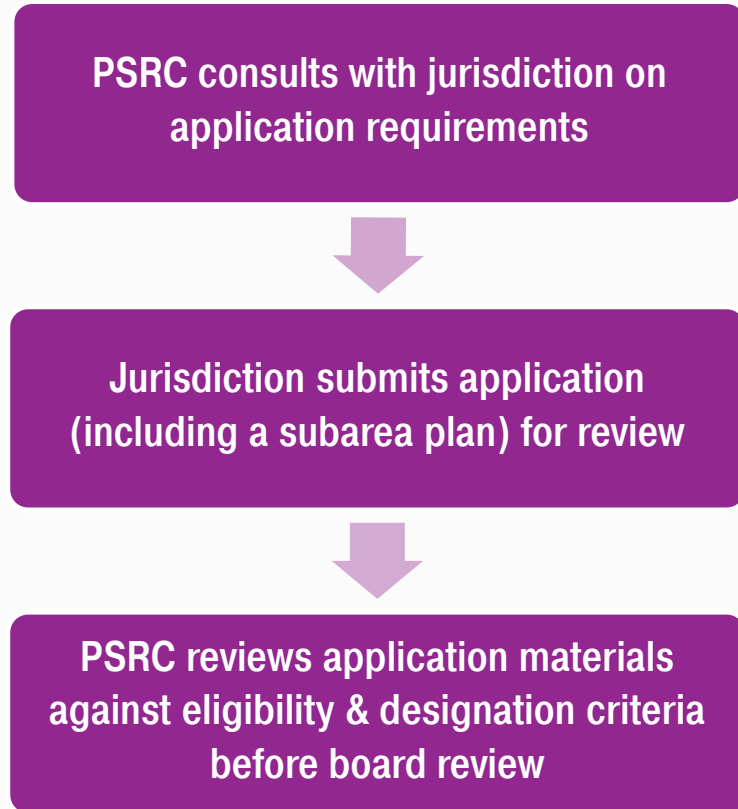 PSRC consults with jurisdiction on
application requirements
Jurisdiction submits application
(including a subarea plan) for review
PSRC reviews application materials
against eligibility & designation criteria
before board review